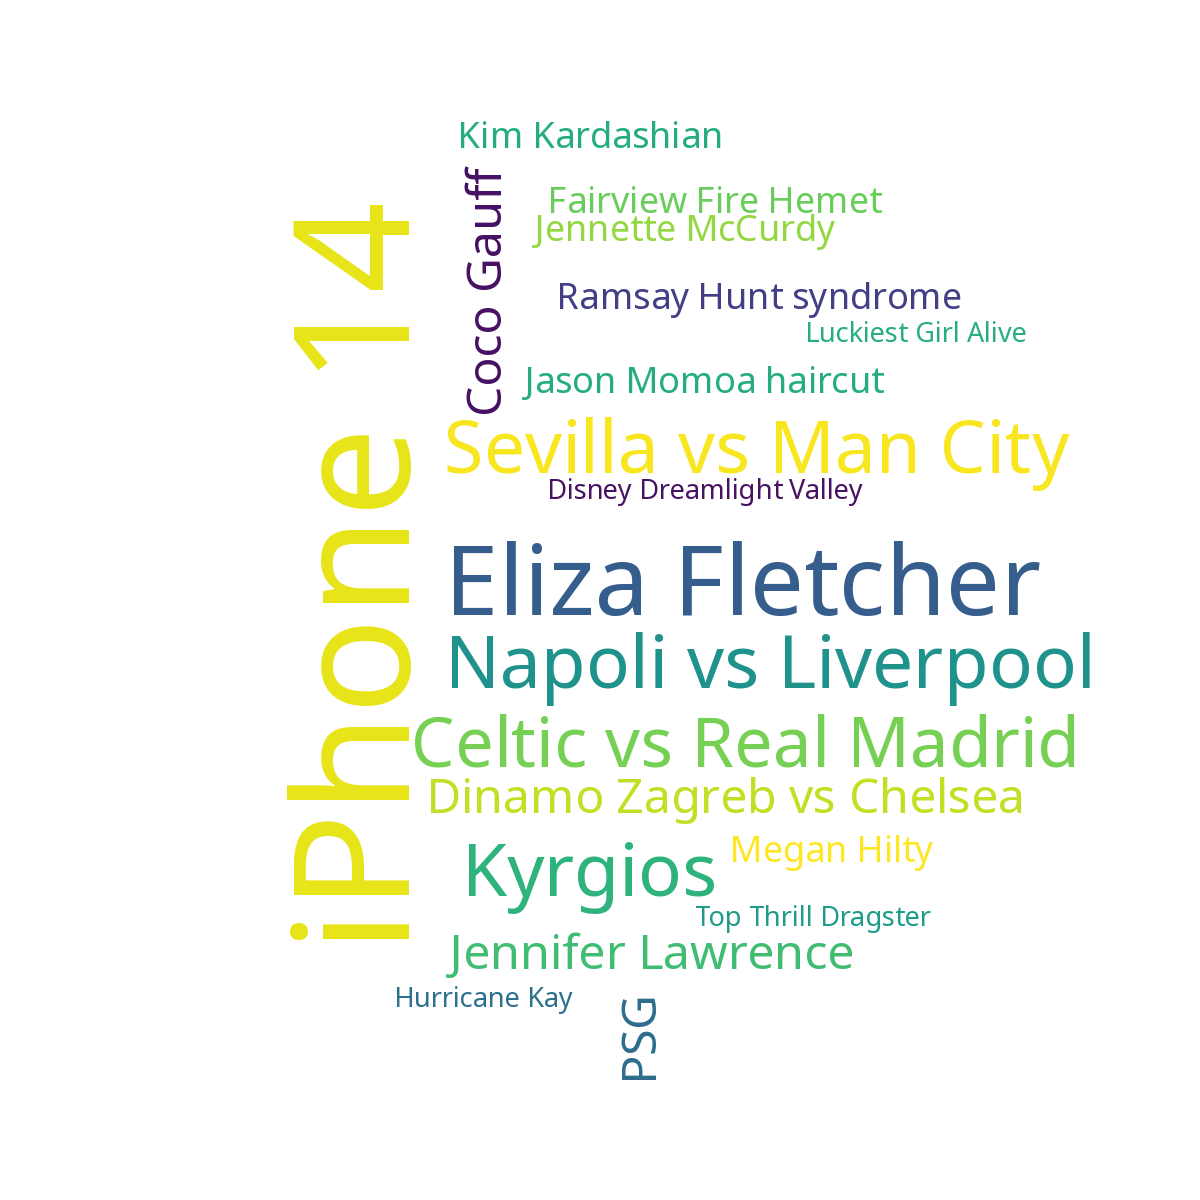 Kim Kardashian
Coco Gauff
Fairview Fire Hemet
Jennette McCurdy
iPhone 14
Ramsay Hunt syndrome
Luckiest Girl Alive
Jason Momoa haircut
Sevilla vs Man City
Disney Dreamlight Valley
Eliza Fletcher
Napoli vs Liverpool
Celtic vs Real Madrid
Dinamo Zagreb vs Chelsea
Megan Hilty
Kyrgios
Top Thrill Dragster
Jennifer Lawrence
Hurricane Kay
PSG